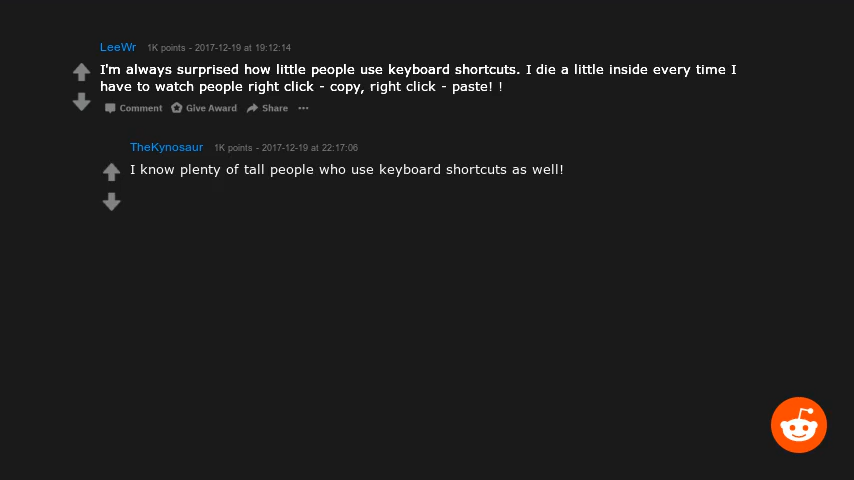 LeeWr 1K points - 2017-12-19 at 19:12:14
I'm always surprised how little people use keyboard shortcuts. I die a little inside every time I
have to watch people right click - copy, right click - paste! !
Comment Give Award Share ···
TheKynosaur 1K points - 2017-12-19 at 22:17:06
I know plenty of tall people who use keyboard shortcuts as well!